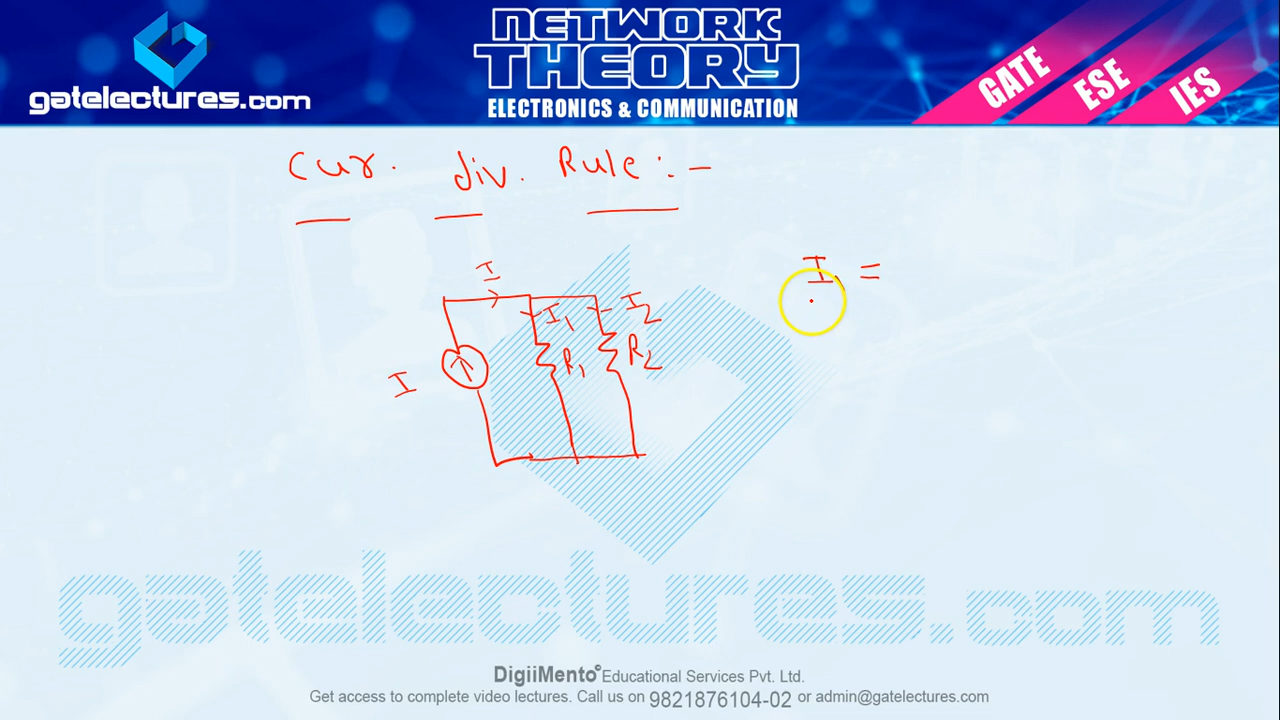 gatelectures.com
NETWORK
THEORY
ELECTRONICS & COMMUNICATION
GATE
ESE
IES
Cur. div. Rule:-
I
I1
I2
I1 =
I
R1
R2
gatelectures.com
DigiiMento© Educational Services Pvt. Ltd.
Get access to complete video lectures. Call us on 9821876104-02 or admin@gatelectures.com